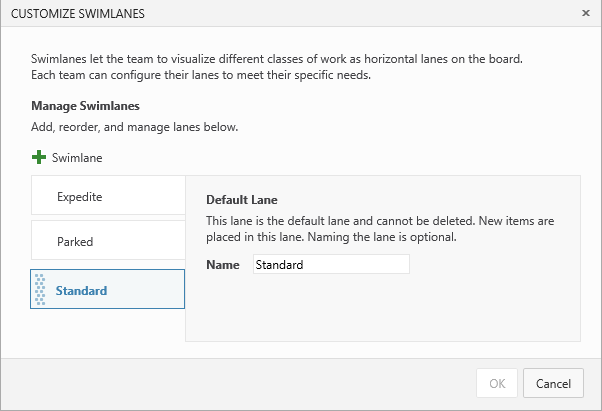 CUSTOMIZE SWIMLANES
Swimlanes let the team to visualize different classes of work as horizontal lanes on the board.
Each team can configure their lanes to meet their specific needs.
Manage Swimlanes
Add, reorder, and manage lanes below.
Swimlane
Expedite
Parked
Standard
Default Lane
This lane is the default lane and cannot be deleted. New items are
placed in this lane. Naming the lane is optional.
Name Standard
OK Cancel